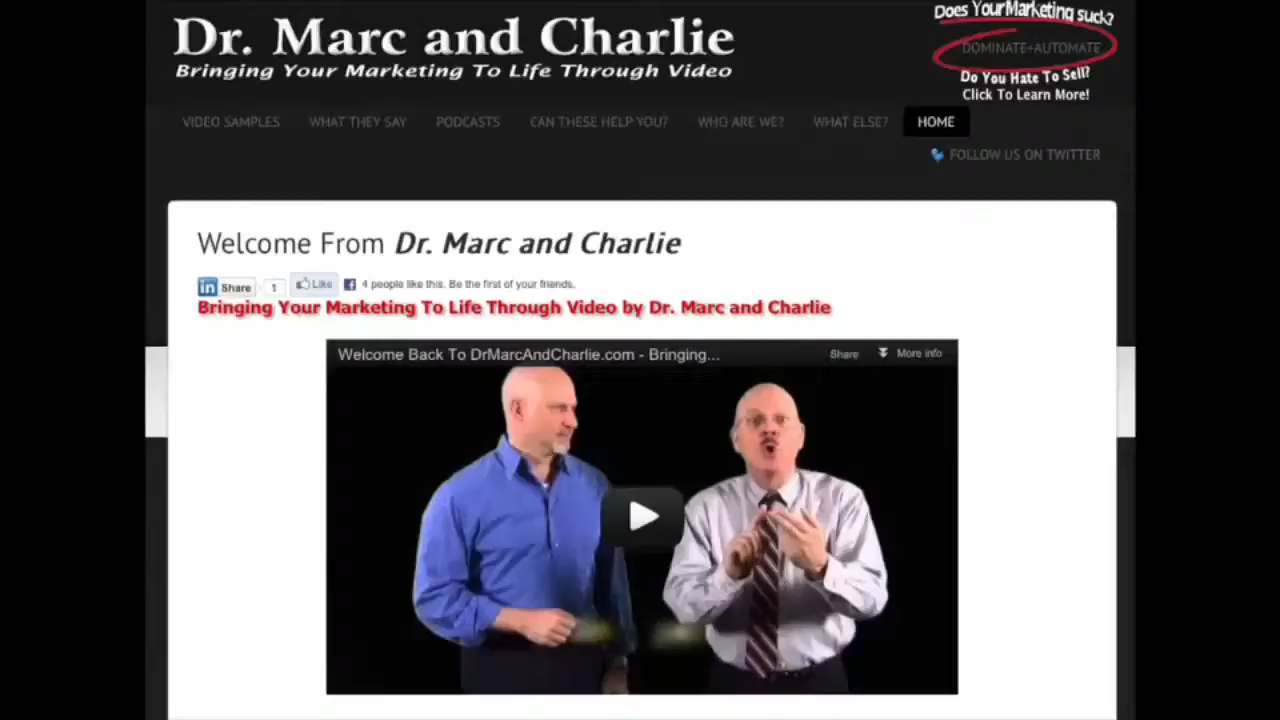 Dr. Marc and Charlie
Bringing Your Marketing To Life Through Video
Does Your Marketing suck?
DOMINATE+AUTOMATE
Do You Hate To Sell?
Click To Learn More!
VIDEO SAMPLES WHAT THEY SAY PODCASTS CAN THESE HELP YOU? WHO ARE WE? WHAT ELSE? HOME
FOLLOW US ON TWITTER
Welcome From Dr. Marc and Charlie
in Share 1 Like f 4 people like this. Be the first of your friends.
Bringing Your Marketing To Life Through Video by Dr. Marc and Charlie
Welcome Back To DrMarcAndCharlie.com - Bringing... Share More info